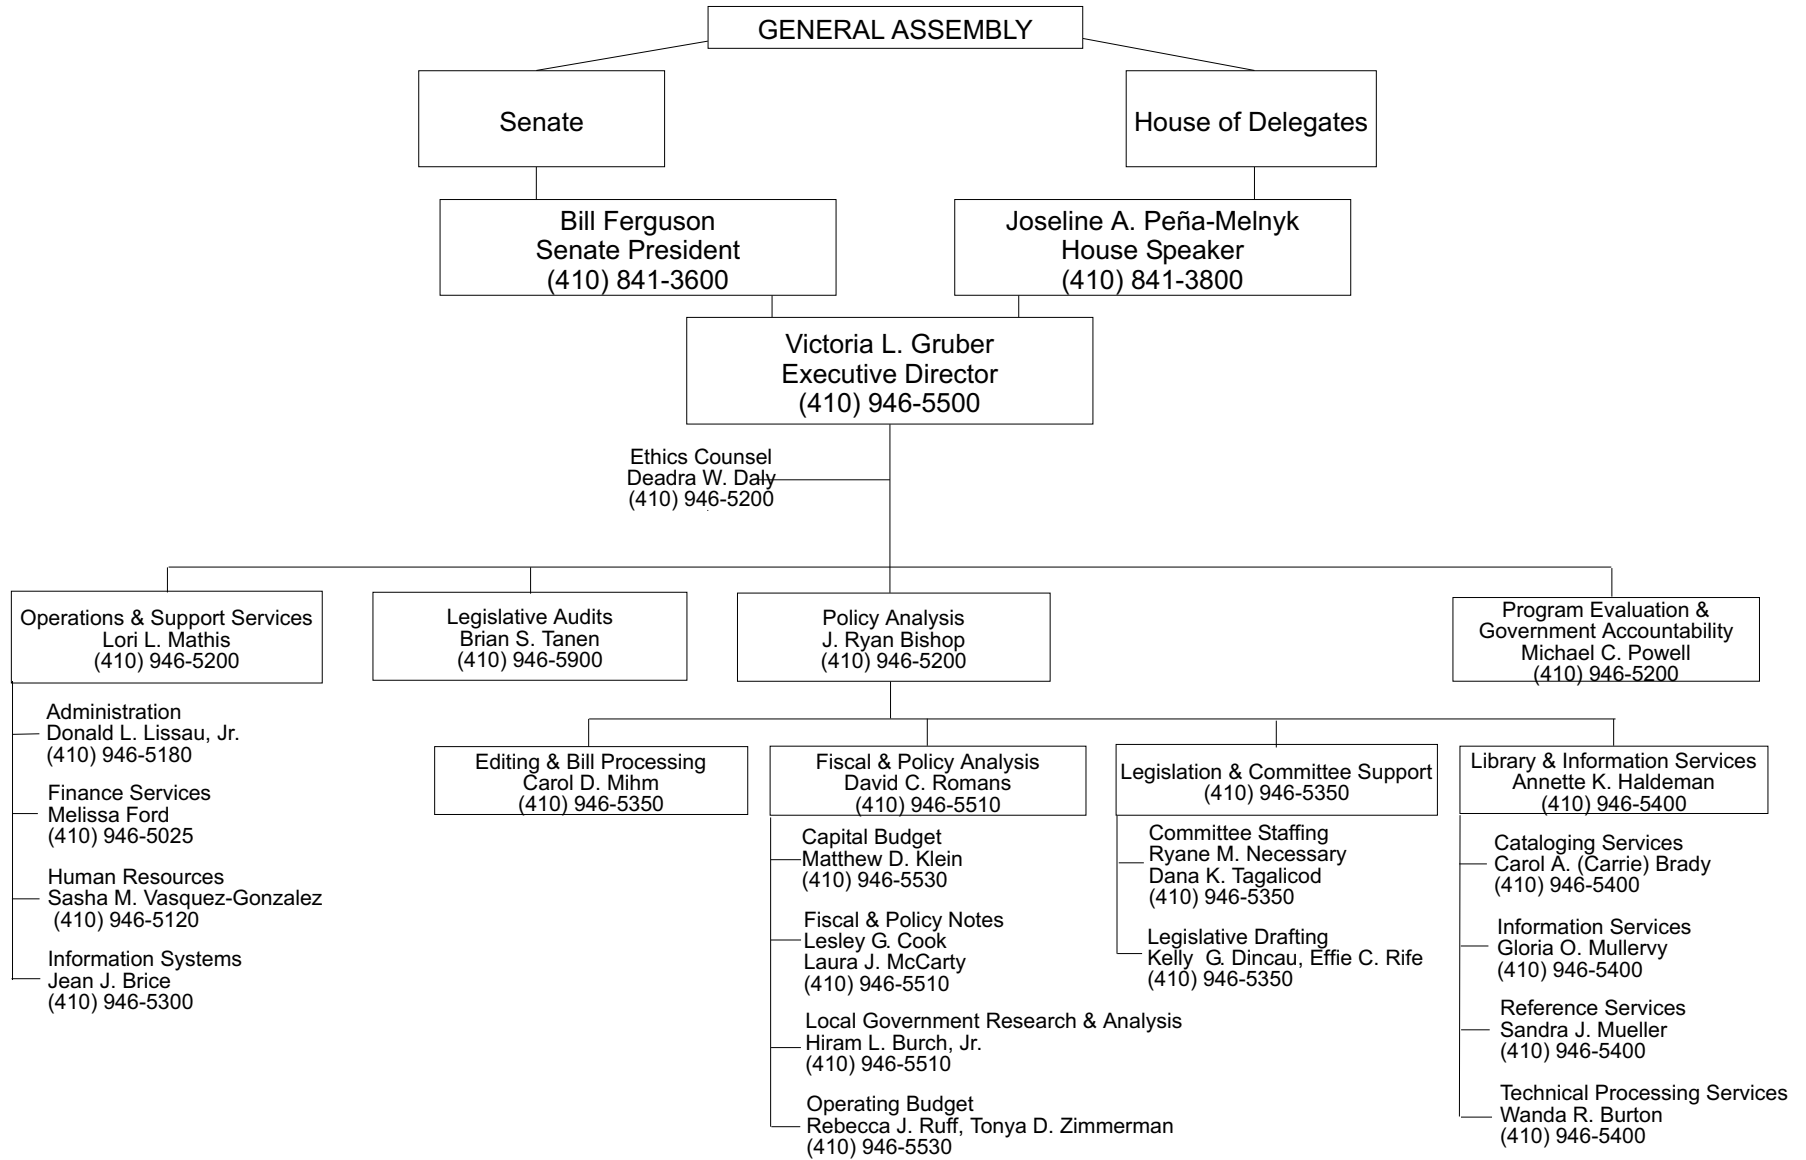 GENERAL ASSEMBLY
Senate
House of Delegates
Bill Ferguson
Senate President
(410) 841-3600
Joseline A. Peña-Melnyk
House Speaker
(410) 841-3800
Victoria L. Gruber
Executive Director
(410) 946-5500
Ethics Counsel
Deadra W. Daly
(410) 946-5200
Operations & Support Services
Lori L. Mathis
(410) 946-5200
Legislative Audits
Brian S. Tanen
(410) 946-5900
Policy Analysis
J. Ryan Bishop
(410) 946-5200
Program Evaluation &
Government Accountability
Michael C. Powell
(410) 946-5200
Administration
Donald L. Lissau, Jr.
(410) 946-5180
Finance Services
Melissa Ford
(410) 946-5025
Human Resources
Sasha M. Vasquez-Gonzalez
(410) 946-5120
Information Systems
Jean J. Brice
(410) 946-5300
Editing & Bill Processing
Carol D. Mihm
(410) 946-5350
Fiscal & Policy Analysis
David C. Romans
(410) 946-5510
Capital Budget
Matthew D. Klein
(410) 946-5530
Fiscal & Policy Notes
Lesley G. Cook
Laura J. McCarty
(410) 946-5510
Local Government Research & Analysis
Hiram L. Burch, Jr.
(410) 946-5510
Operating Budget
Rebecca J. Ruff, Tonya D. Zimmerman
(410) 946-5530
Legislation & Committee Support
(410) 946-5350
Committee Staffing
Ryane M. Necessary
Dana K. Tagalicod
(410) 946-5350
Legislative Drafting
Kelly  G. Dincau, Effie C. Rife
(410) 946-5350
Library & Information Services
Annette K. Haldeman
(410) 946-5400
Cataloging Services
Carol A. (Carrie) Brady
(410) 946-5400
Information Services
Gloria O. Mullervy
(410) 946-5400
Reference Services
Sandra J. Mueller
(410) 946-5400
Technical Processing Services
Wanda R. Burton
(410) 946-5400